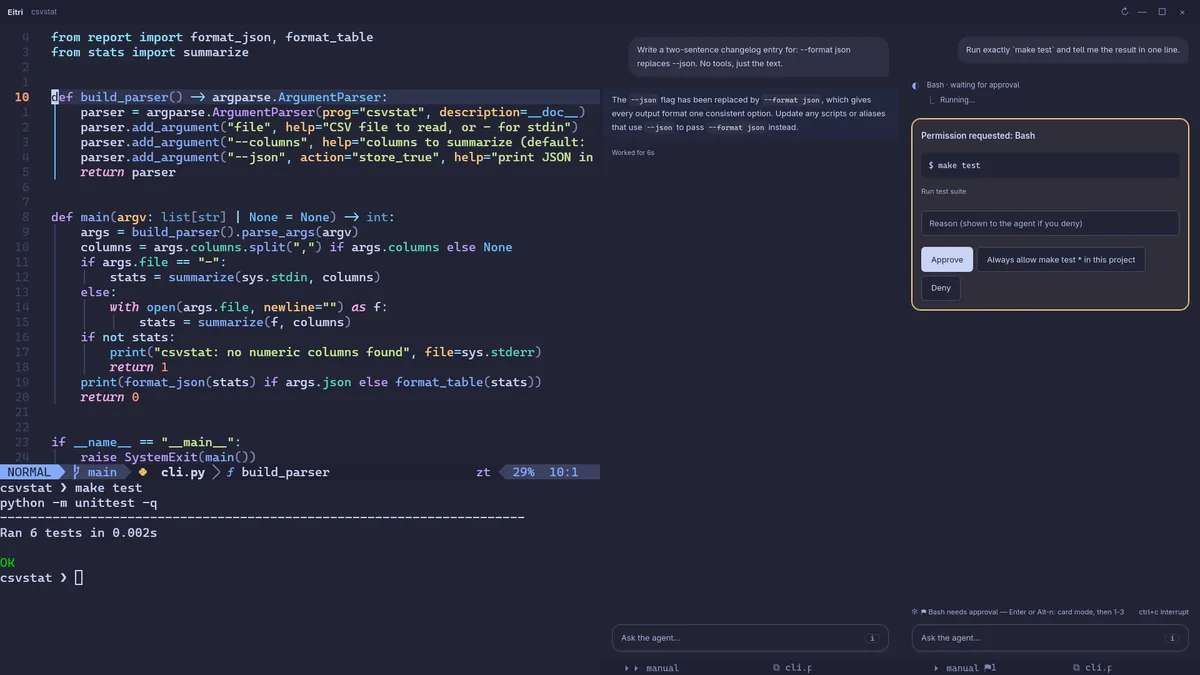 Eitri csvstat
4 from report import format_json, format_table
3 from stats import summarize
2
1
10 def build_parser() -> argparse.ArgumentParser:
1 parser = argparse.ArgumentParser(prog="csvstat", description=__doc__)
2 parser.add_argument("file", help="CSV file to read, or - for stdin")
3 parser.add_argument("--columns", help="columns to summarize (default:
4 parser.add_argument("--json", action="store_true", help="print JSON in
5 return parser
6
7
8 def main(argv: list[str] | None = None) -> int:
9 args = build_parser().parse_args(argv)
10 columns = args.columns.split(",") if args.columns else None
11 if args.file == "-":
12 stats = summarize(sys.stdin, columns)
13 else:
14 with open(args.file, newline="") as f:
15 stats = summarize(f, columns)
16 if not stats:
17 print("csvstat: no numeric columns found", file=sys.stderr)
18 return 1
19 print(format_json(stats) if args.json else format_table(stats))
20 return 0
21
22
23 if __name__ == "__main__":
24 raise SystemExit(main())
NORMAL main cli.py > f build_parser zt 29% 10:1
csvstat ❯ make test
python -m unittest -q
----------------------------------------------------------------------
Ran 6 tests in 0.002s
OK
csvstat ❯
Write a two-sentence changelog entry for: --format json
replaces --json. No tools, just the text.
The --json flag has been replaced by --format json, which gives
every output format one consistent option. Update any scripts or aliases
that use --json to pass --format json instead.
Worked for 6s
Ask the agent... i
manual cli.p
Run exactly `make test` and tell me the result in one line.
Bash · waiting for approval
Running...
Permission requested: Bash
$ make test
Run test suite
Reason (shown to the agent if you deny)
Approve
Always allow make test * in this project
Deny
Bash needs approval — Enter or Alt-n: card mode, then 1-3 ctrl+c interrupt
Ask the agent... i
manual 1 cli.p